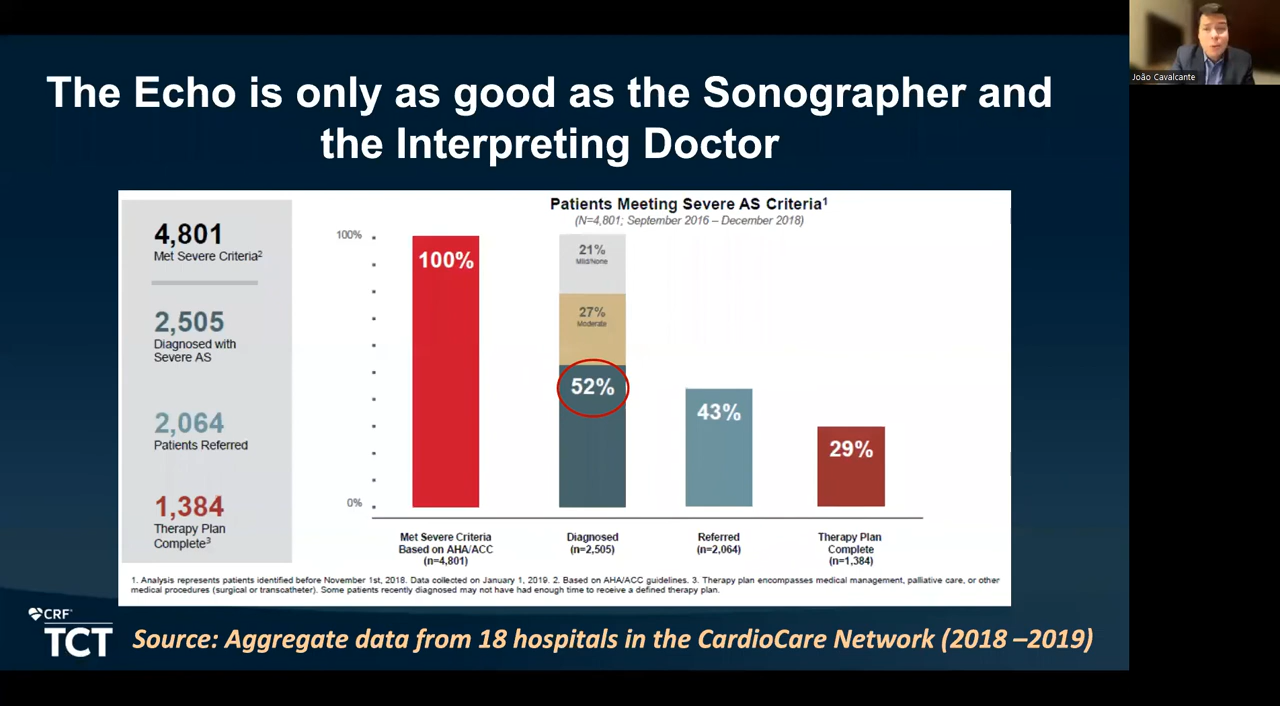 João Cavalcante
The Echo is only as good as the Sonographer and
the Interpreting Doctor
4,801
Met Severe Criteria2
2,505
Diagnosed with
Severe AS
2,064
Patients Referred
1,384
Therapy Plan
Complete3
Patients Meeting Severe AS Criteria1
(N=4,801; September 2016 – December 2018)
100%
0%
100%
21%
Mild/None
27%
Moderate
52%
43%
29%
Met Severe Criteria
Based on AHA/ACC
(n=4,801)
Diagnosed
(n=2,505)
Referred
(n=2,064)
Therapy Plan
Complete
(n=1,384)
1. Analysis represents patients identified before November 1st, 2018. Data collected on January 1, 2019. 2. Based on AHA/ACC guidelines. 3. Therapy plan encompasses medical management, palliative care, or other
medical procedures (surgical or transcatheter). Some patients recently diagnosed may not have had enough time to receive a defined therapy plan.
CRF
TCT
Source: Aggregate data from 18 hospitals in the CardioCare Network (2018 –2019)